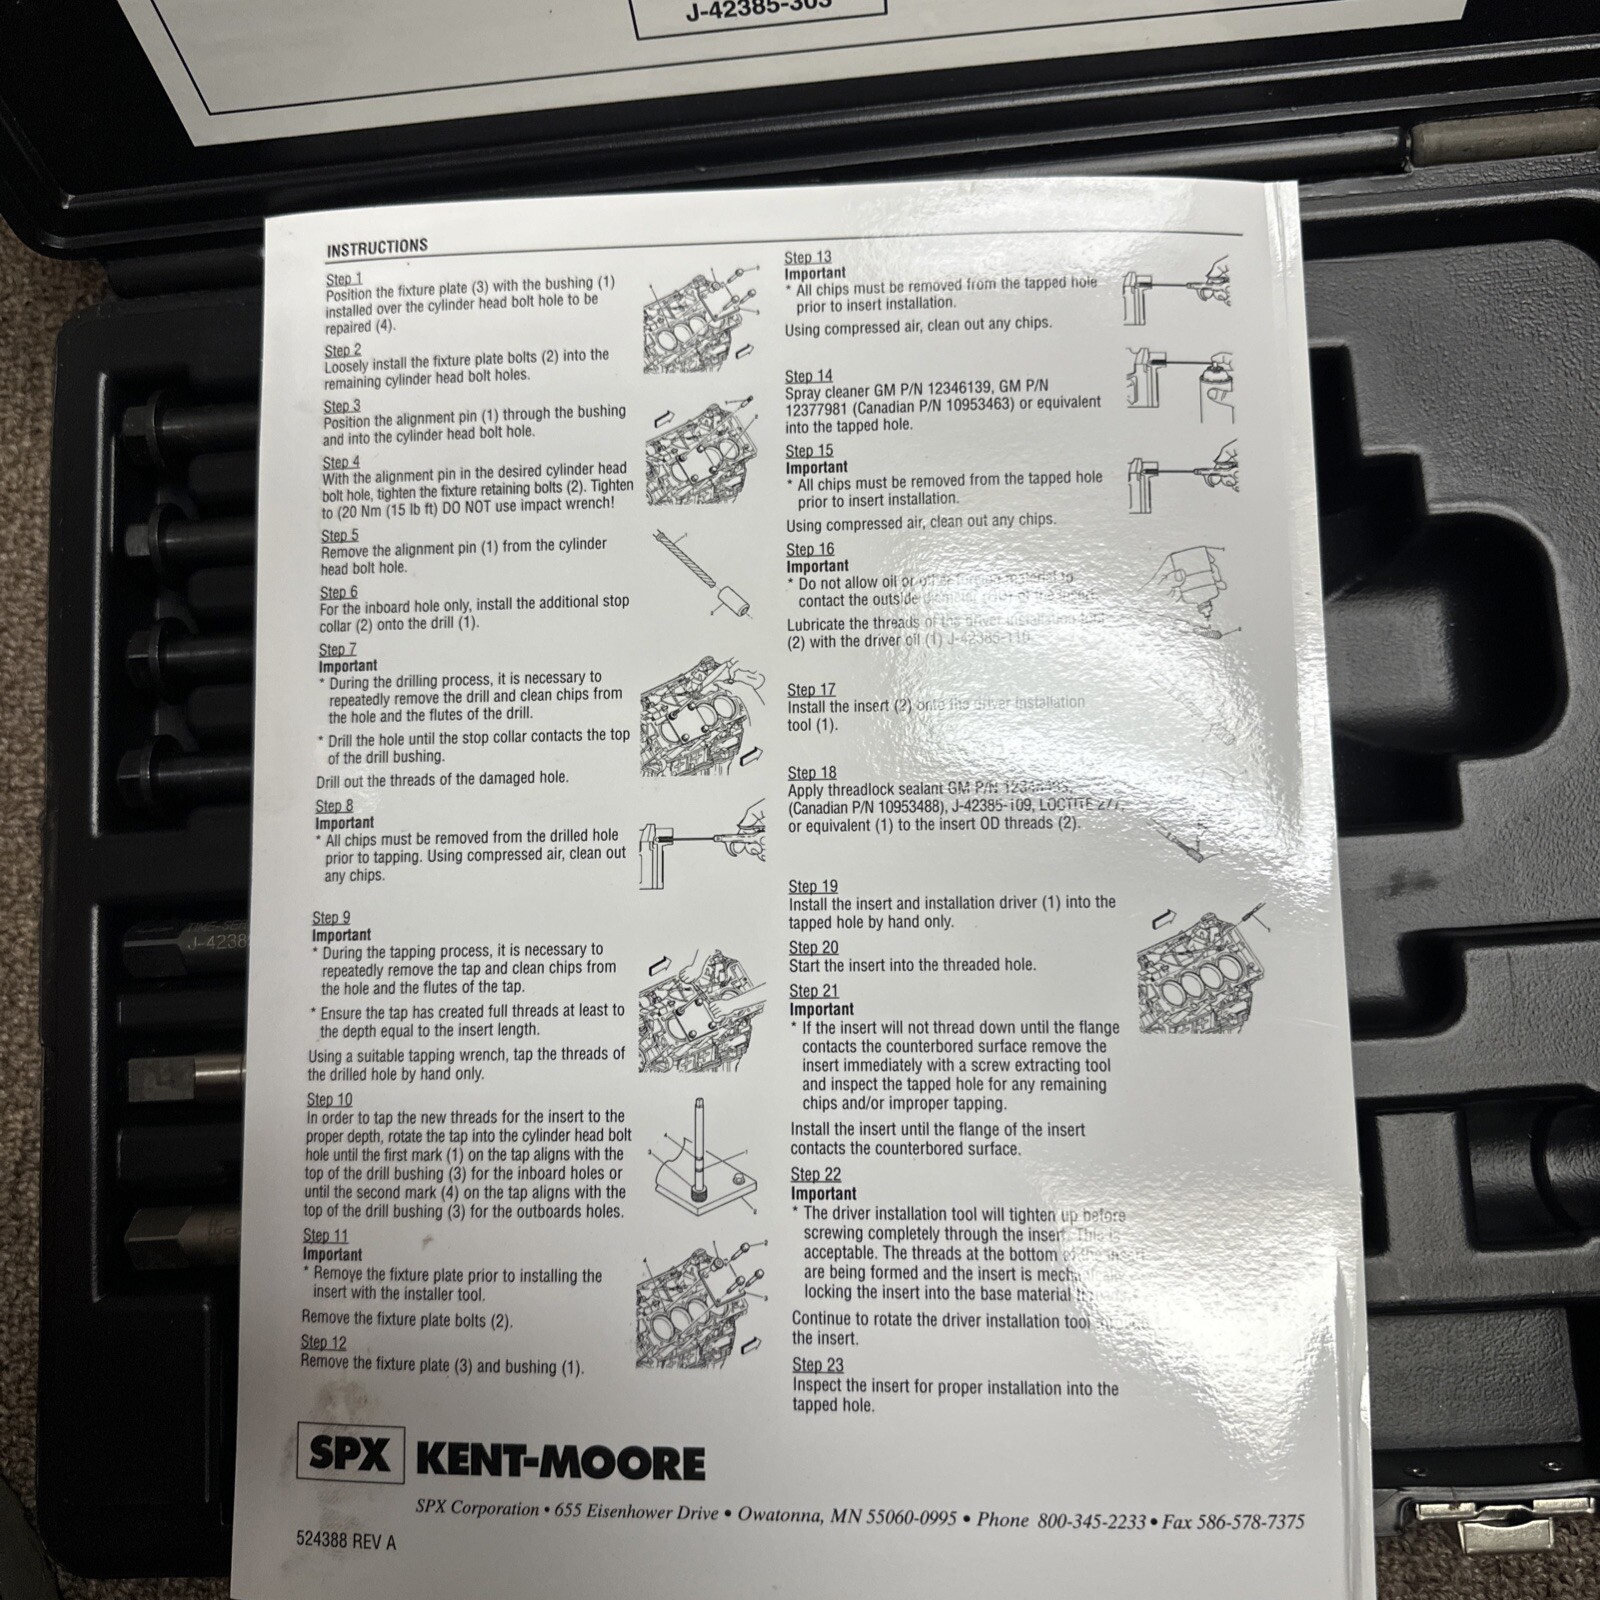 J-42385-303
INSTRUCTIONS
Step 1
Position the fixture plate (3) with the bushing (1)
installed over the cylinder head bolt hole to be
repaired (4).
Step 2
Loosely install the fixture plate bolts (2) into the
remaining cylinder head bolt holes.
Step 3
Position the alignment pin (1) through the bushing
and into the cylinder head bolt hole.
Step 4
With the alignment pin in the desired cylinder head
bolt hole, tighten the fixture retaining bolts (2). Tighten
to (20 Nm (15 lb ft) DO NOT use impact wrench!
Step 5
Remove the alignment pin (1) from the cylinder
head bolt hole.
Step 6
For the inboard hole only, install the additional stop
collar (2) onto the drill (1).
Step 7
Important
* During the drilling process, it is necessary to
repeatedly remove the drill and clean chips from
the hole and the flutes of the drill.
* Drill the hole until the stop collar contacts the top
of the drill bushing.
Drill out the threads of the damaged hole.
Step 8
Important
* All chips must be removed from the drilled hole
prior to tapping. Using compressed air, clean out
any chips.
Step 9
Important
* During the tapping process, it is necessary to
repeatedly remove the tap and clean chips from
the hole and the flutes of the tap.
* Ensure the tap has created full threads at least to
the depth equal to the insert length.
Using a suitable tapping wrench, tap the threads of
the drilled hole by hand only.
Step 10
In order to tap the new threads for the insert to the
proper depth, rotate the tap into the cylinder head bolt
hole until the first mark (1) on the tap aligns with the
top of the drill bushing (3) for the inboard holes or
until the second mark (4) on the tap aligns with the
top of the drill bushing (3) for the outboards holes.
Step 11
Important
* Remove the fixture plate prior to installing the
insert with the installer tool.
Remove the fixture plate bolts (2).
Step 12
Remove the fixture plate (3) and bushing (1).
Step 13
Important
* All chips must be removed from the tapped hole
prior to insert installation.
Using compressed air, clean out any chips.
Step 14
Spray cleaner GM P/N 12346139, GM P/N
12377981 (Canadian P/N 10953463) or equivalent
into the tapped hole.
Step 15
Important
* All chips must be removed from the tapped hole
prior to insert installation.
Using compressed air, clean out any chips.
Step 16
Important
* Do not allow oil or other foreign material to
contact the outside diameter of the insert.
Lubricate the threads of the driver installation tool
(2) with the driver oil (1) J-42385-110.
Step 17
Install the insert (2) onto the driver installation
tool (1).
Step 18
Apply threadlock sealant GM P/N
(Canadian P/N 10953488), J-42385-109, LOCTITE 277,
or equivalent (1) to the insert OD threads (2).
Step 19
Install the insert and installation driver (1) into the
tapped hole by hand only.
Step 20
Start the insert into the threaded hole.
Step 21
Important
* If the insert will not thread down until the flange
contacts the counterbored surface remove the
insert immediately with a screw extracting tool
and inspect the tapped hole for any remaining
chips and/or improper tapping.
Install the insert until the flange of the insert
contacts the counterbored surface.
Step 22
Important
* The driver installation tool will tighten up before
screwing completely through the insert. This is
acceptable. The threads at the bottom of the insert
are being formed and the insert is
locking the insert into the base material
Continue to rotate the driver installation tool
the insert.
Step 23
Inspect the insert for proper installation into the
tapped hole.
SPX KENT-MOORE
SPX Corporation • 655 Eisenhower Drive • Owatonna, MN 55060-0995 • Phone 800-345-2233 • Fax 586-578-7375
524388 REV A
J-4238